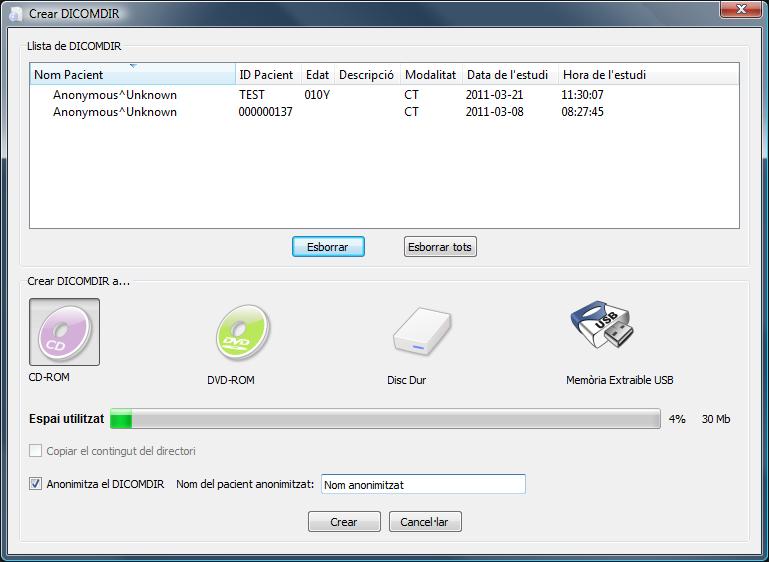 Crear DICOMDIR
Llista de DICOMDIR
Nom Pacient ID Pacient Edat Descripció Modalitat Data de l'estudi Hora de l'estudi
Anonymous^Unknown TEST 010Y CT 2011-03-21 11:30:07
Anonymous^Unknown 000000137 CT 2011-03-08 08:27:45
Esborrar Esborrar tots
Crear DICOMDIR a...
CD DVD USB
CD-ROM DVD-ROM Disc Dur Memòria Extraible USB
Espai utilitzat 4% 30 Mb
Copiar el contingut del directori
Anonimitza el DICOMDIR Nom del pacient anonimitzat: Nom anonimitzat
Crear Cancel·lar